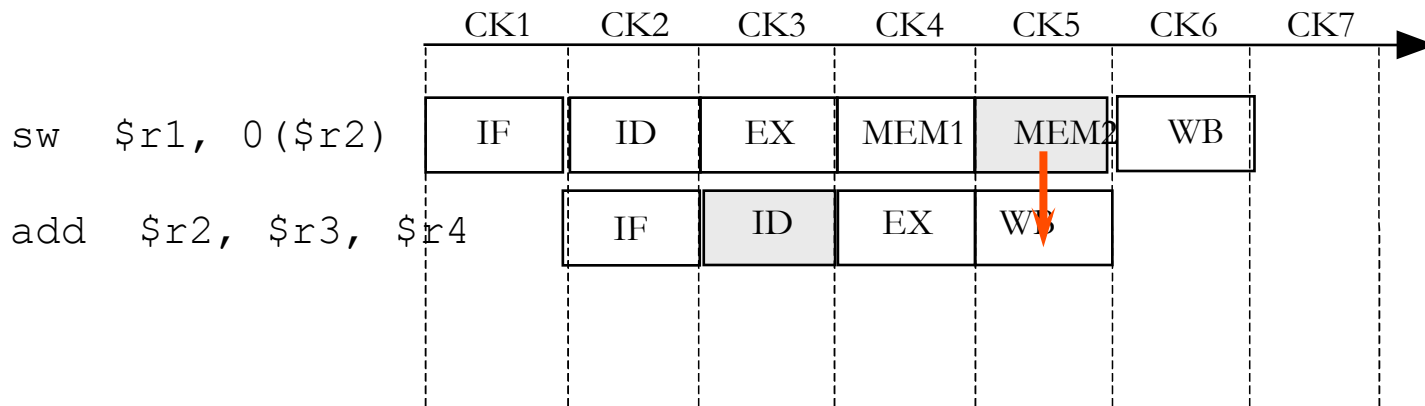 CK1 CK2 CK3 CK4 CK5 CK6 CK7
sw $r1, 0($r2) IF ID EX MEM1 MEM2 WB
add $r2, $r3, $r4 IF ID EX WB